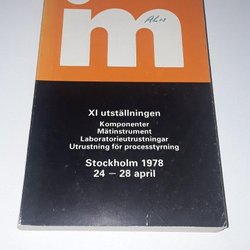 im
XI utställningen
Komponenter
Mätinstrument
Laboratorieutrustningar
Utrustning för processtyrning
Stockholm 1978
24 – 28 april